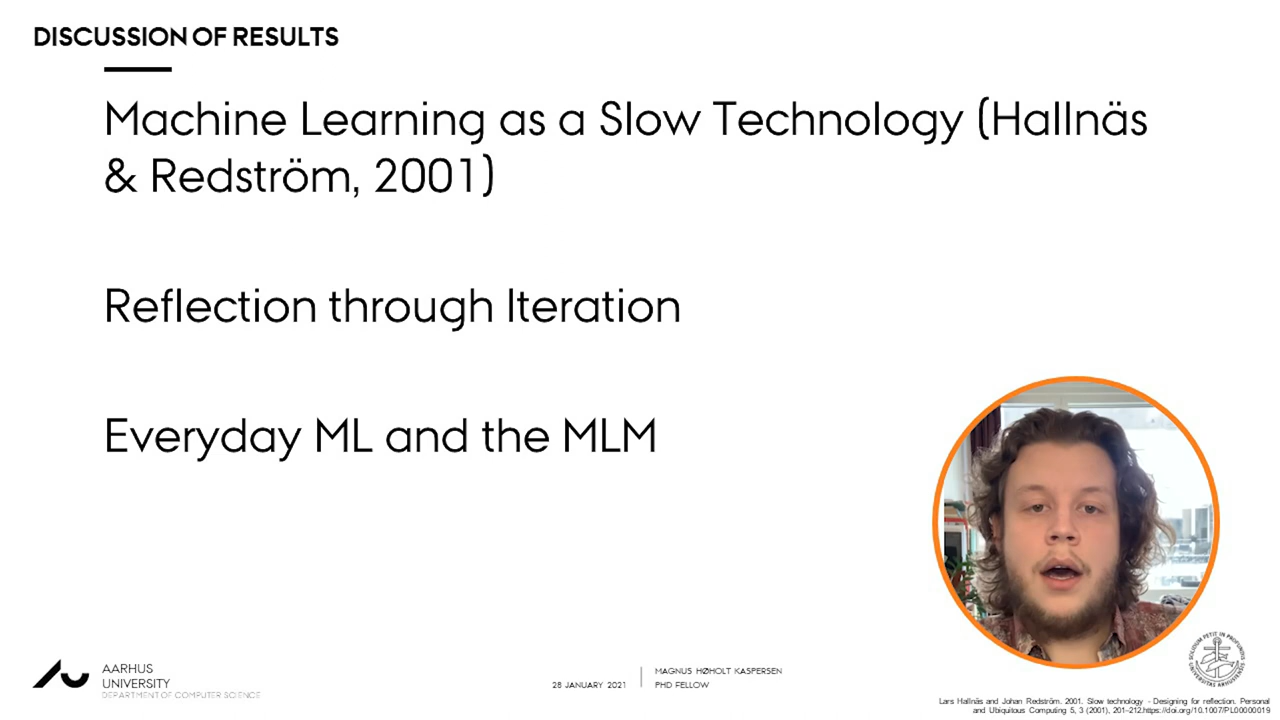 DISCUSSION OF RESULTS
Machine Learning as a Slow Technology (Hallnäs
& Redström, 2001)
Reflection through Iteration
Everyday ML and the MLM
AARHUS
UNIVERSITY
DEPARTMENT OF COMPUTER SCIENCE
28 JANUARY 2021
MAGNUS HØHOLT KASPERSEN
PHD FELLOW
Lars Hallnäs and Johan Redström. 2001. Slow technology - Designing for reflection. Personal
and Ubiquitous Computing 5, 3 (2001), 201–212.https://doi.org/10.1007/PL00000019